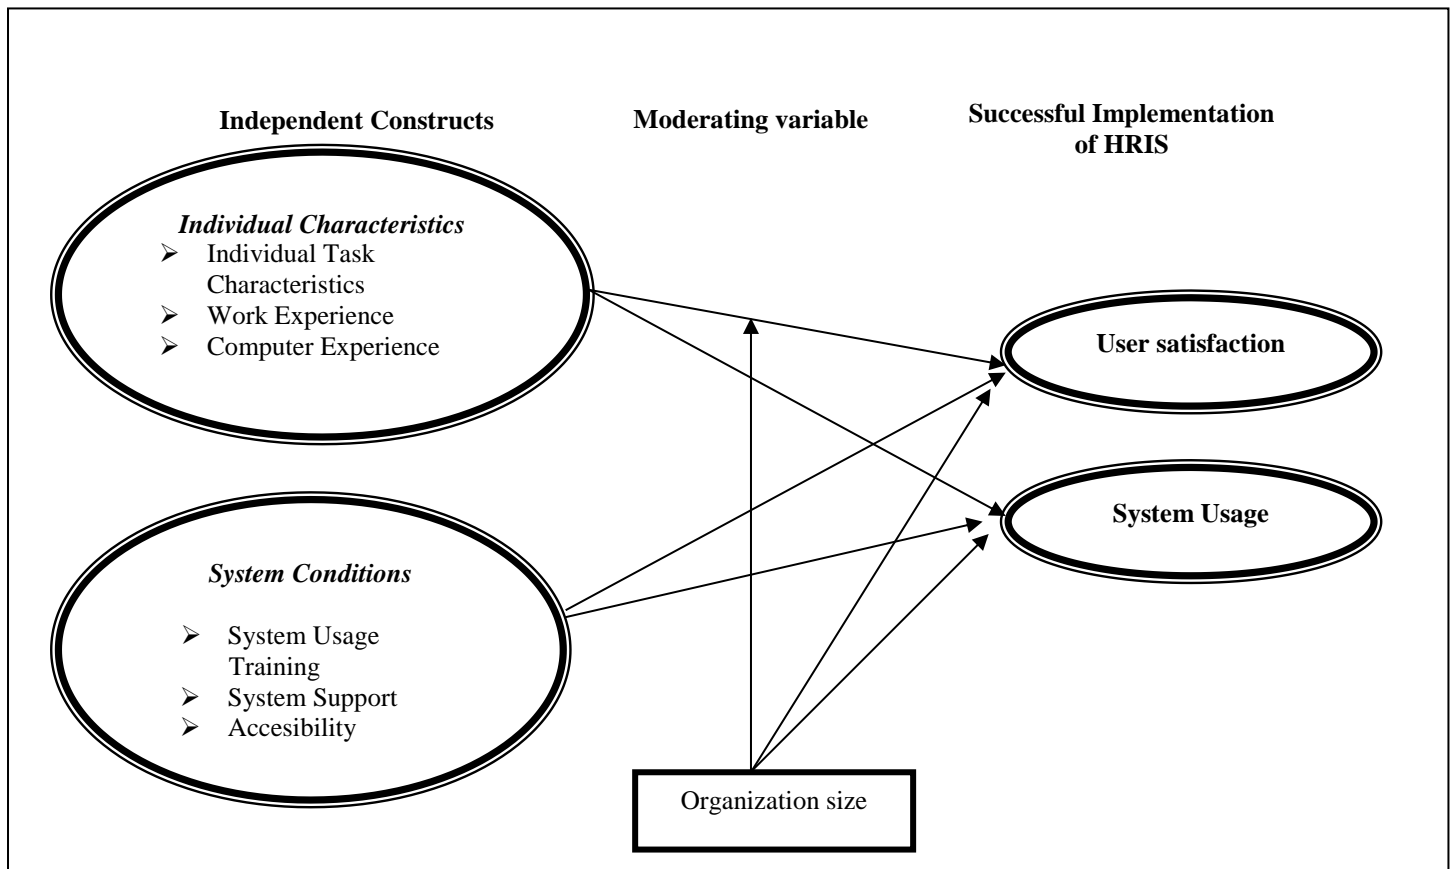 Independent Constructs
Moderating variable
Successful Implementation
of HRIS
Individual Characteristics
➢ Individual Task
Characteristics
➢ Work Experience
➢ Computer Experience
User satisfaction
System Usage
System Conditions
➢ System Usage
Training
➢ System Support
➢ Accesibility
Organization size